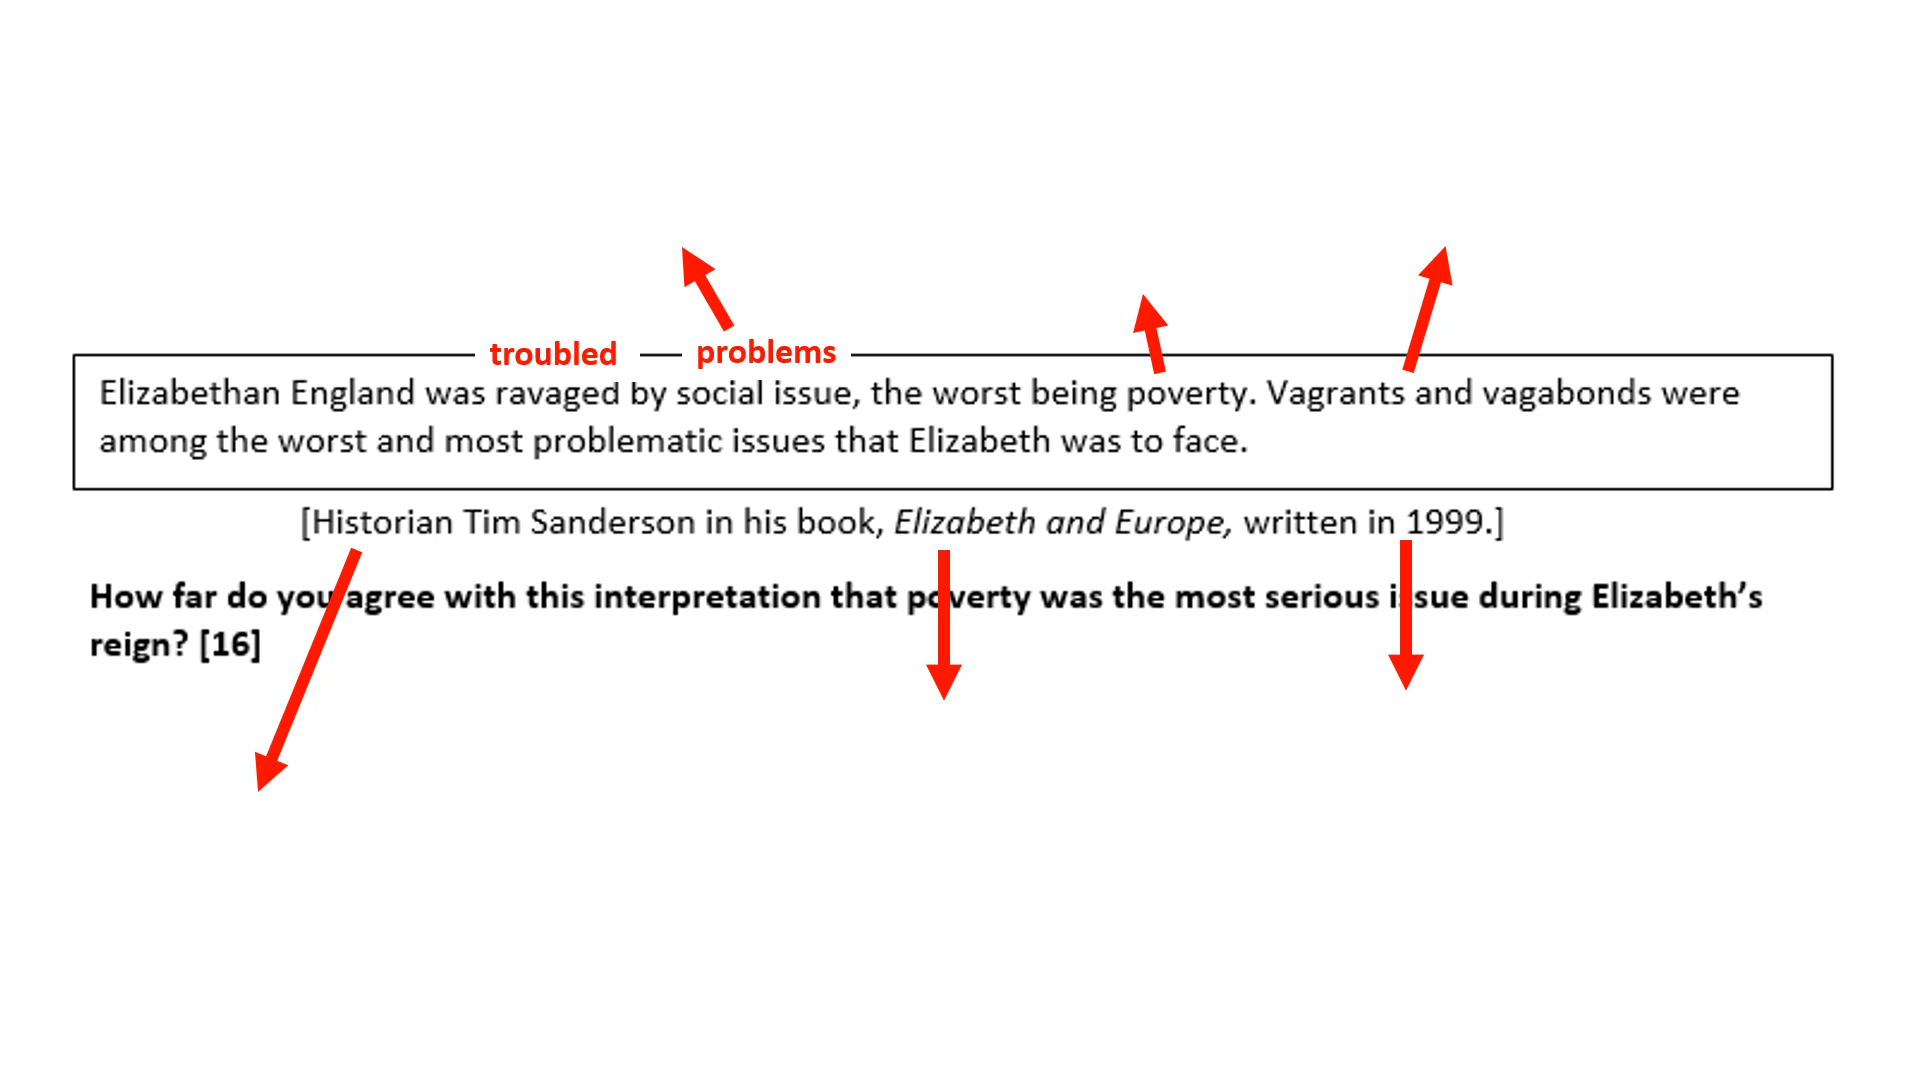 troubled problems
Elizabethan England was ravaged by social issue, the worst being poverty. Vagrants and vagabonds were
among the worst and most problematic issues that Elizabeth was to face.
[Historian Tim Sanderson in his book, Elizabeth and Europe, written in 1999.]
How far do you agree with this interpretation that poverty was the most serious issue during Elizabeth’s
reign? [16]